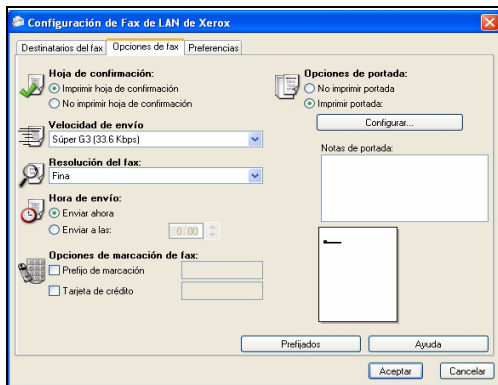 Configuración de Fax de LAN de Xerox
Destinatarios del fax Opciones de fax Preferencias
Hoja de confirmación:
Imprimir hoja de confirmación
No imprimir hoja de confirmación
Velocidad de envío
Súper G3 (33.6 Kbps)
Resolución del fax:
Fina
Hora de envío:
Enviar ahora
Enviar a las: 0:00
Opciones de marcación de fax:
Prefijo de marcación
Tarjeta de crédito
Opciones de portada:
No imprimir portada
Imprimir portada:
Configurar...
Notas de portada:
Prefijados Ayuda
Aceptar Cancelar